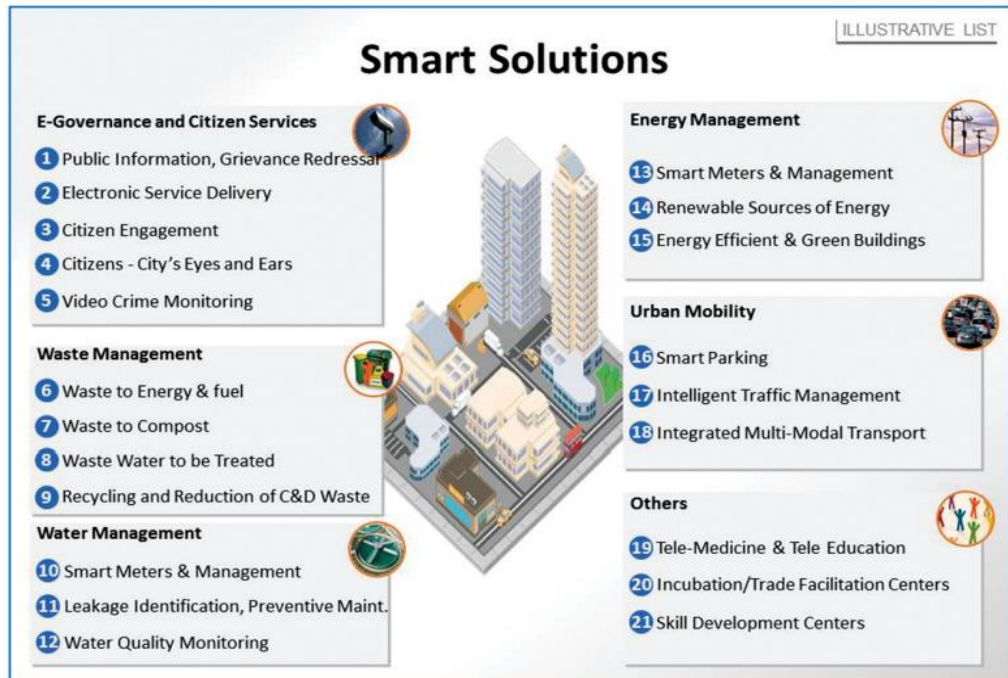 ILLUSTRATIVE LIST
Smart Solutions
E-Governance and Citizen Services
1 Public Information, Grievance Redressal
2 Electronic Service Delivery
3 Citizen Engagement
4 Citizens - City's Eyes and Ears
5 Video Crime Monitoring
Waste Management
6 Waste to Energy & fuel
7 Waste to Compost
8 Waste Water to be Treated
9 Recycling and Reduction of C&D Waste
Water Management
10 Smart Meters & Management
11 Leakage Identification, Preventive Maint.
12 Water Quality Monitoring
Energy Management
13 Smart Meters & Management
14 Renewable Sources of Energy
15 Energy Efficient & Green Buildings
Urban Mobility
16 Smart Parking
17 Intelligent Traffic Management
18 Integrated Multi-Modal Transport
Others
19 Tele-Medicine & Tele Education
20 Incubation/Trade Facilitation Centers
21 Skill Development Centers